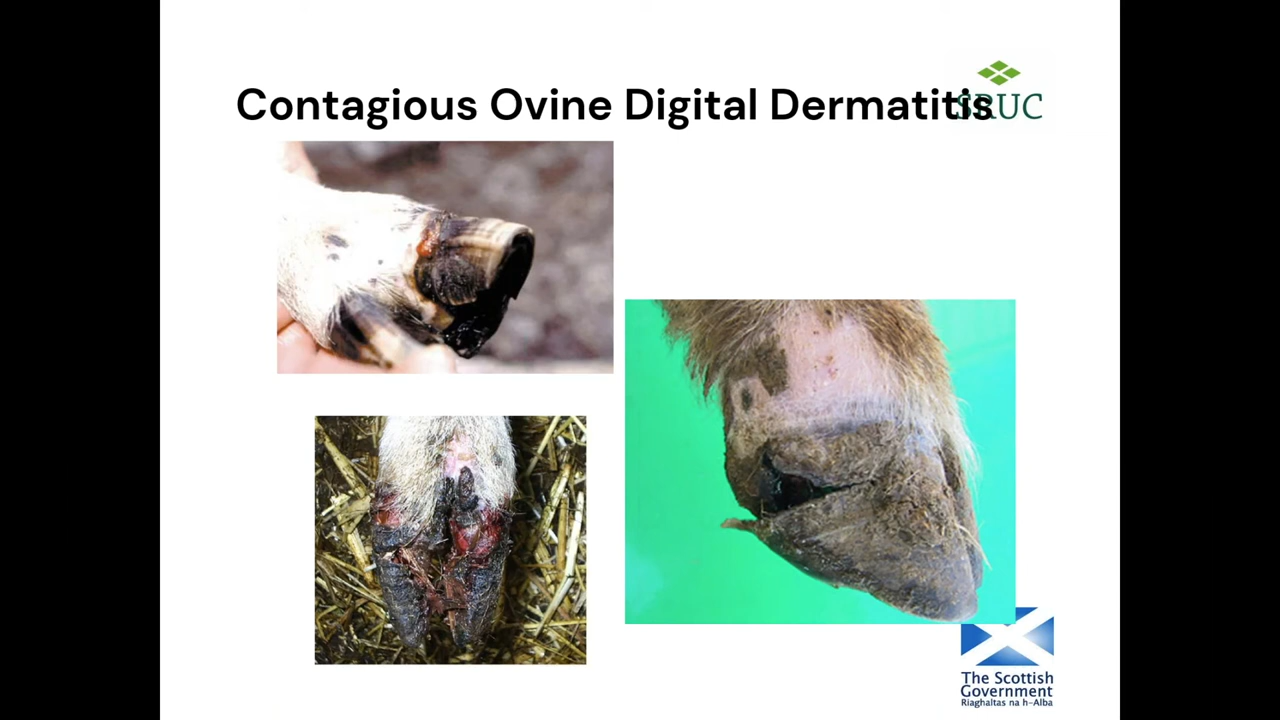 Contagious Ovine Digital Dermatitis
SRUC
The Scottish
Government
Riaghaltas na h-Alba